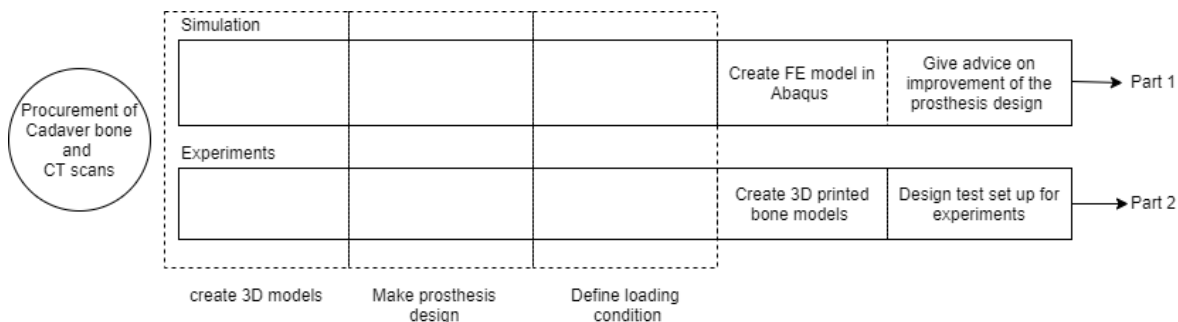 Simulation
Procurement of
Cadaver bone
and
CT scans
Create FE model in
Abaqus
Give advice on
improvement of the
prosthesis design
Part 1
Experiments
Create 3D printed
bone models
Design test set up for
experiments
Part 2
create 3D models
Make prosthesis
design
Define loading
condition